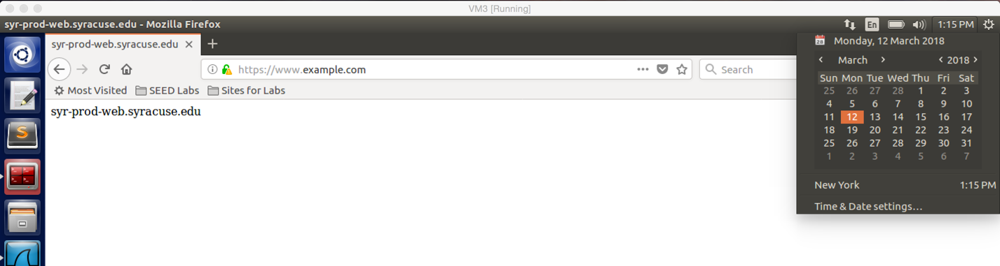 VM3 [Running]
syr-prod-web.syracuse.edu - Mozilla Firefox
En
1:15 PM
syr-prod-web.syracuse.edu
https://www.example.com
Search
Most Visited
SEED Labs
Sites for Labs
syr-prod-web.syracuse.edu
28 Monday, 12 March 2018
March
2018
Sun Mon Tue Wed Thu Fri Sat
25 26 27 28 1 2 3
4 5 6 7 8 9 10
11 12 13 14 15 16 17
18 19 20 21 22 23 24
25 26 27 28 29 30 31
1 2 3 4 5 6 7
New York 1:15 PM
Time & Date settings...